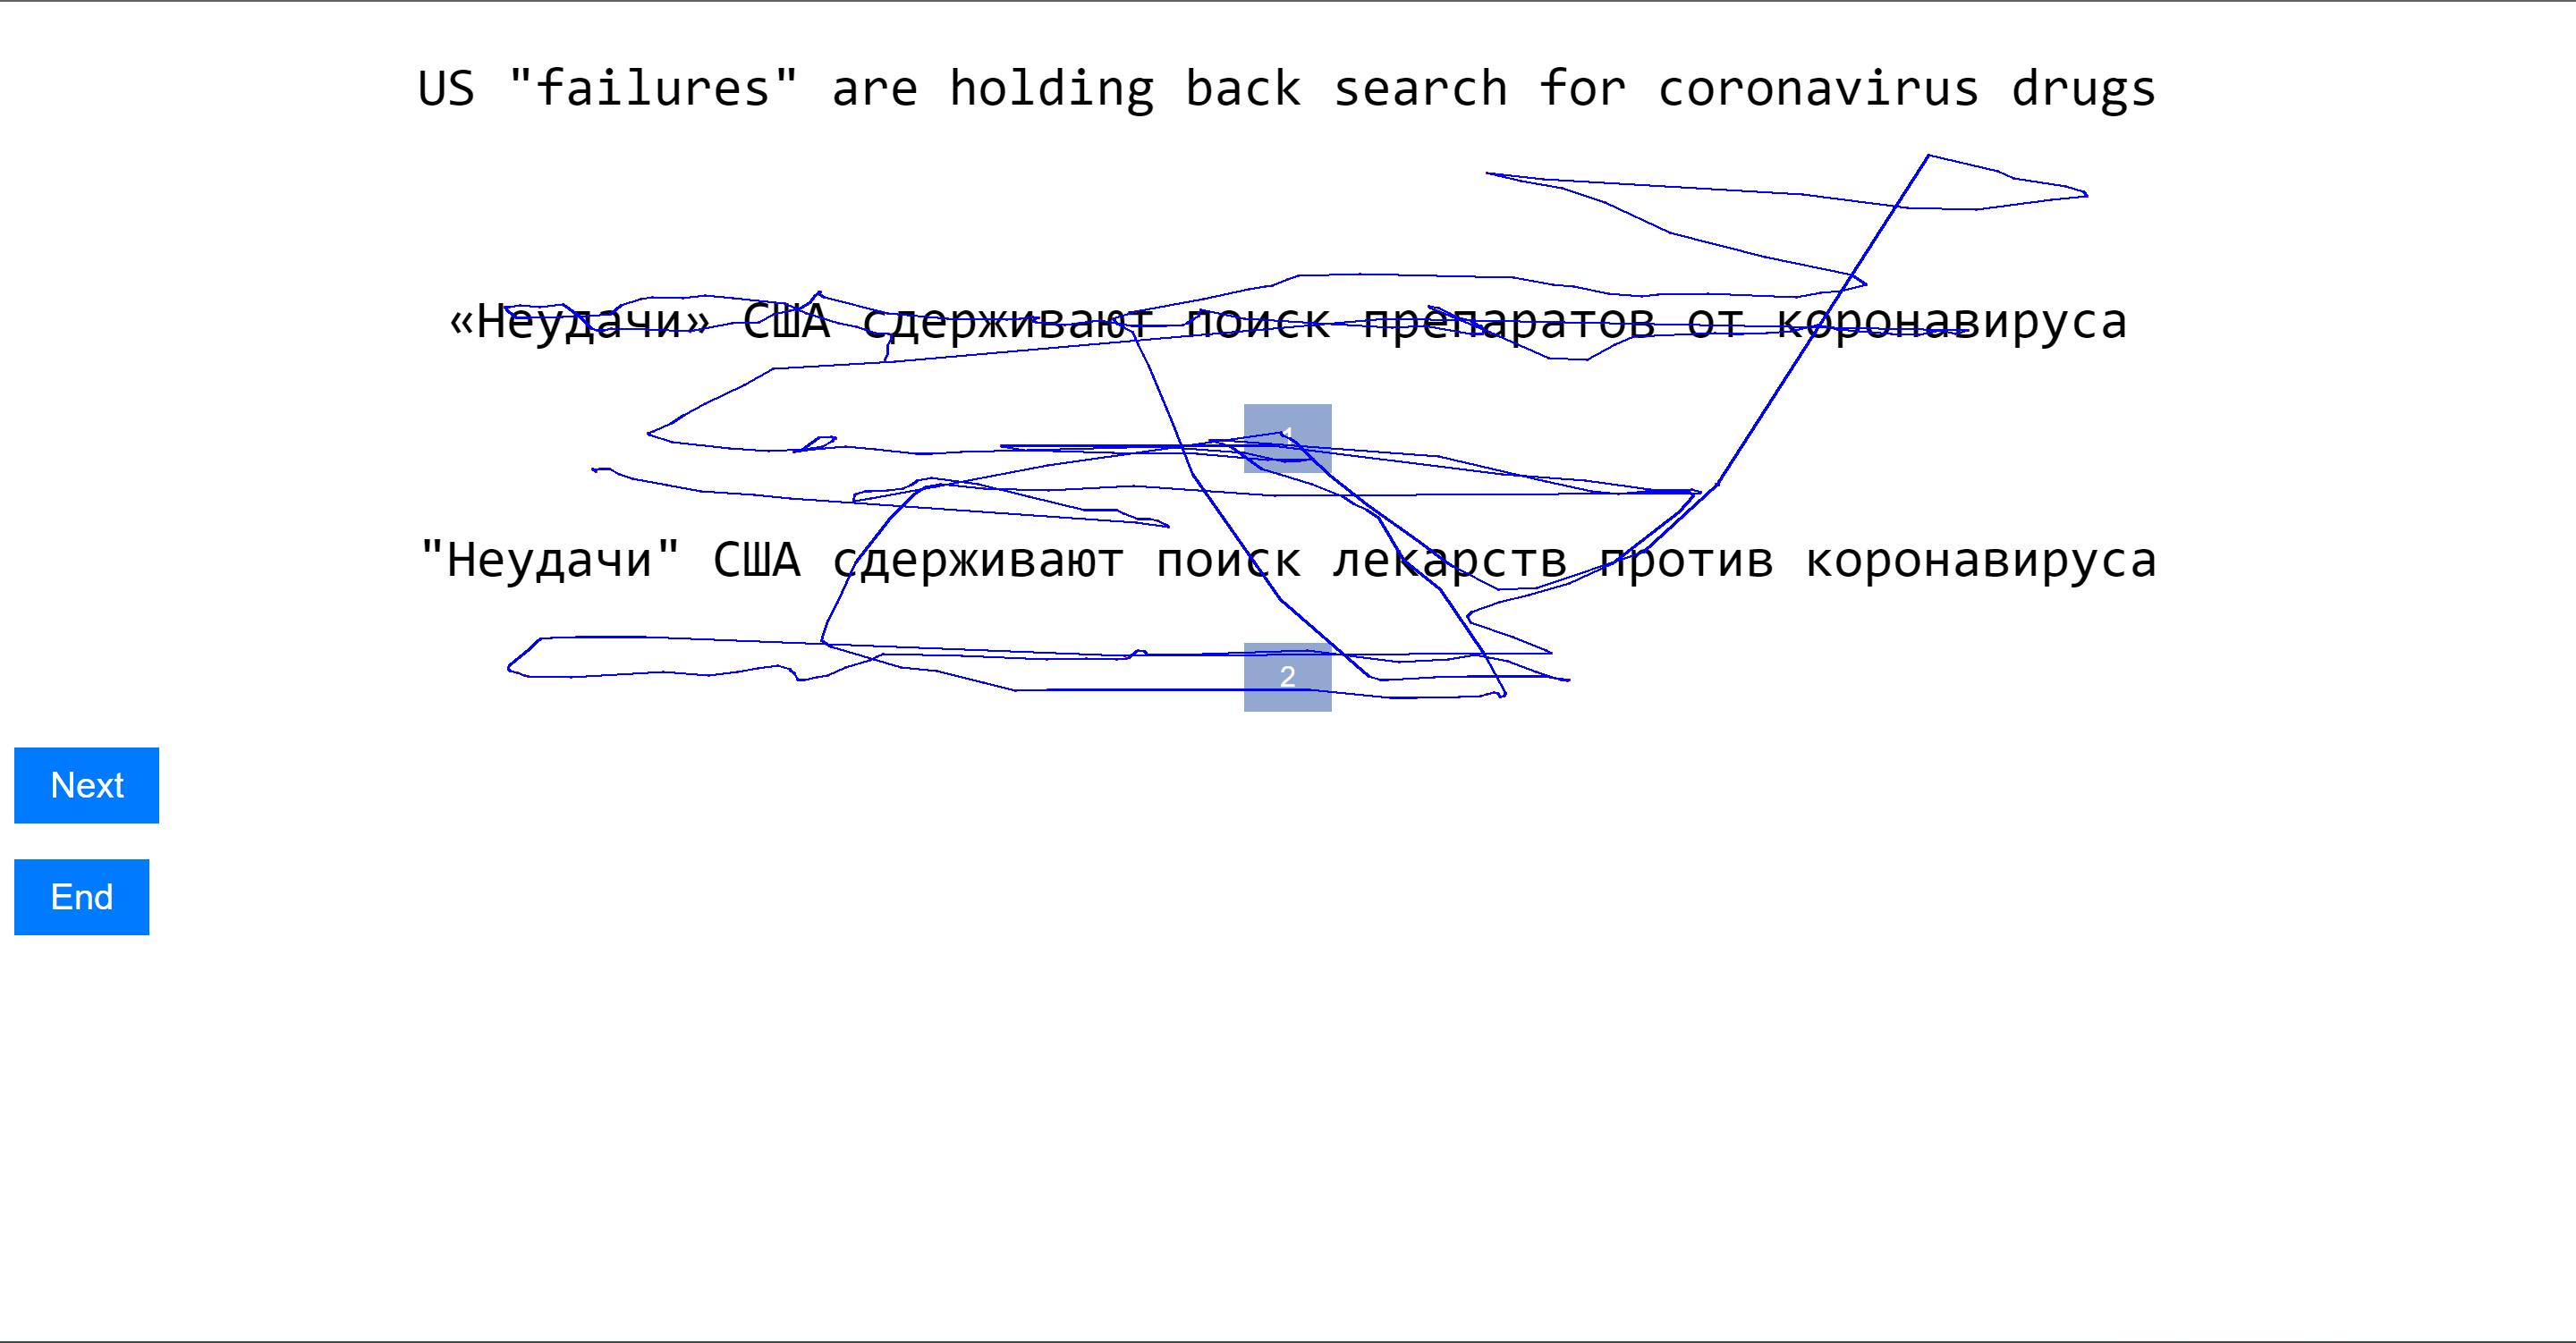 US "failures" are holding back search for coronavirus drugs
«Неудачи» США сдерживают поиск препаратов от коронавируса
1
"Неудачи" США сдерживают поиск лекарств против коронавируса
2
Next
End